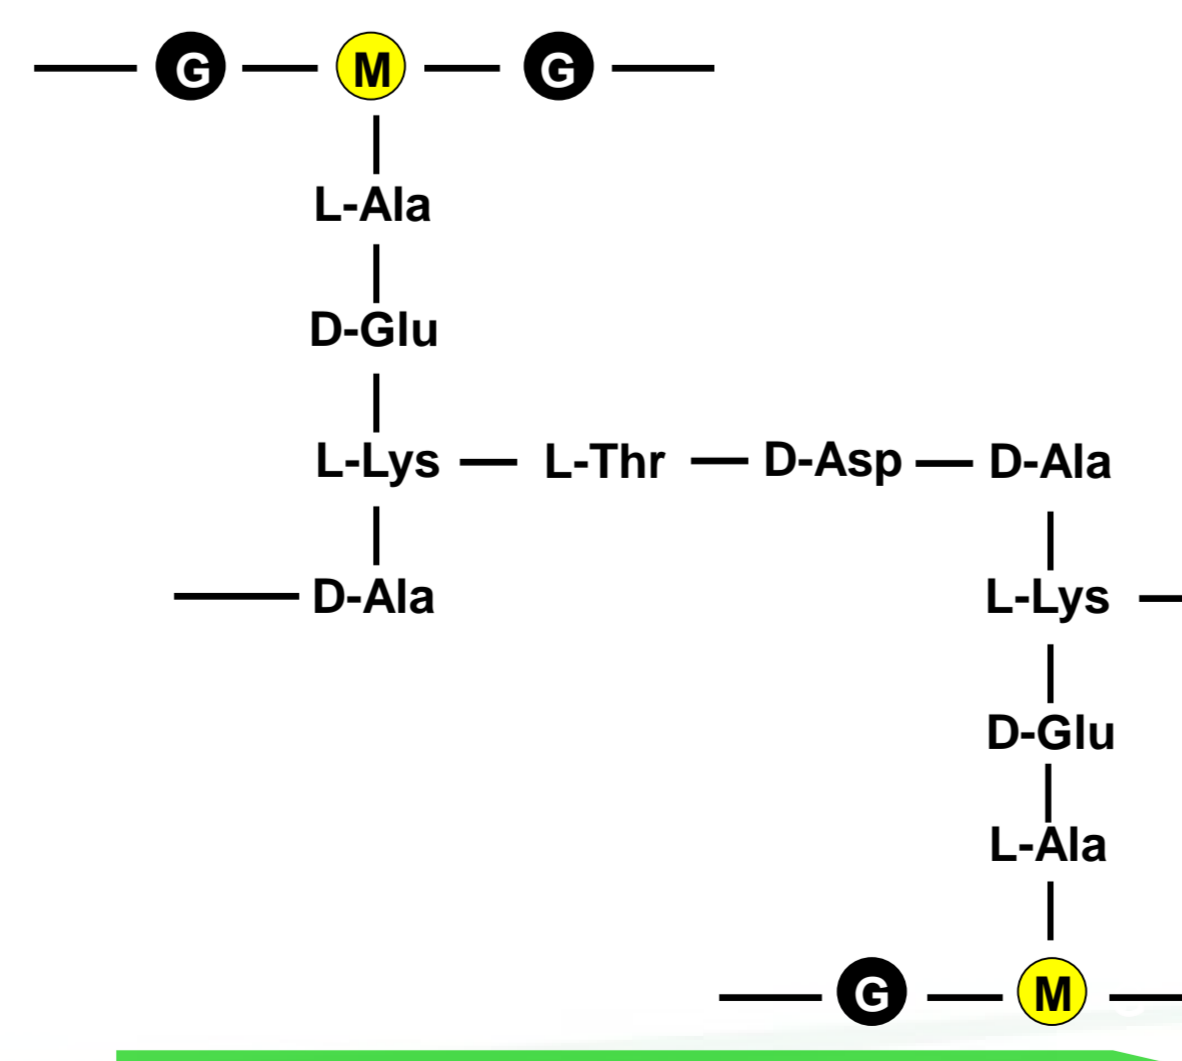 G M G
L-Ala
D-Glu
L-Lys L-Thr D-Asp D-Ala
D-Ala L-Lys
D-Glu
L-Ala
G M